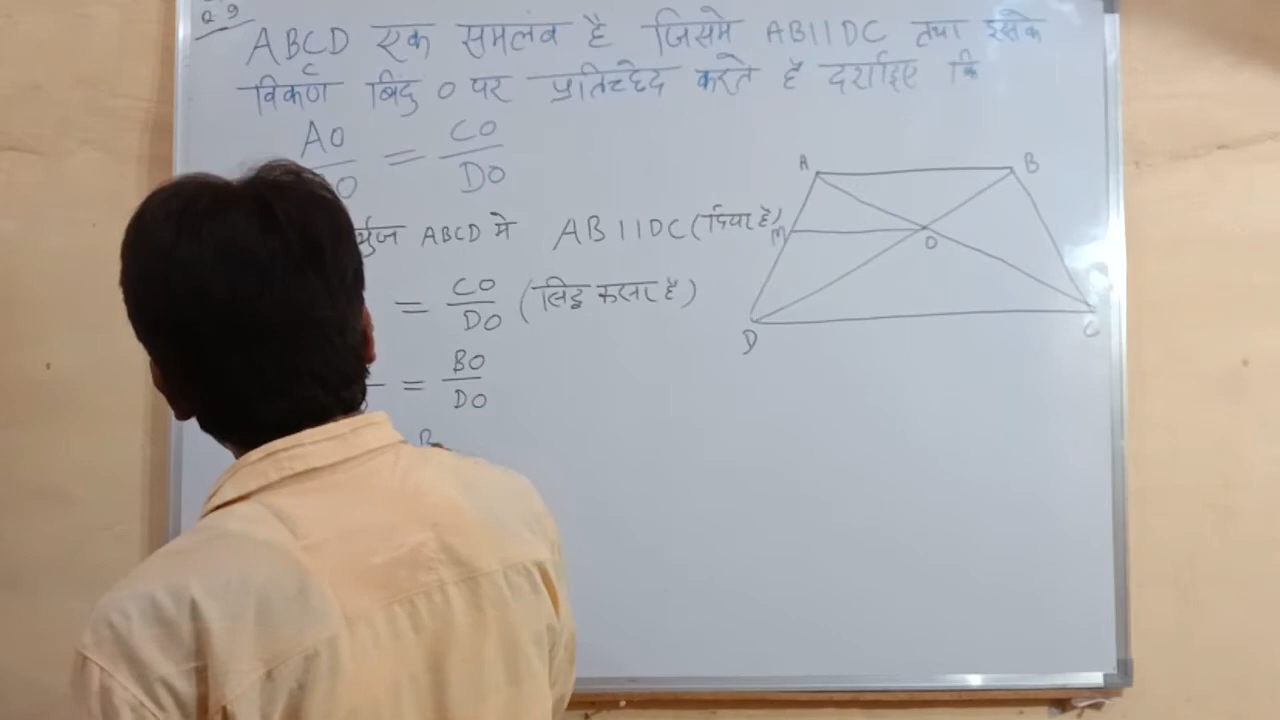 Q 9
ABCD एक समलंब है जिसमे AB||DC तथा इसके
विकर्ण बिंदु O पर प्रतिच्छेद करते है दर्शाइए कि
AO = CO
O DO
ABCD मे AB||DC (दिया है)
= CO (सिद्ध करना है)
DO
= BO
DO
B
A B
M O
D C